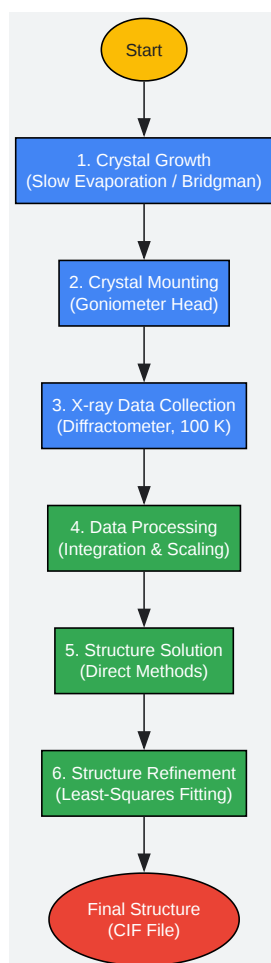 Start
1. Crystal Growth
(Slow Evaporation / Bridgman)
2. Crystal Mounting
(Goniometer Head)
3. X-ray Data Collection
(Diffractometer, 100 K)
4. Data Processing
(Integration & Scaling)
5. Structure Solution
(Direct Methods)
6. Structure Refinement
(Least-Squares Fitting)
Final Structure
(CIF File)